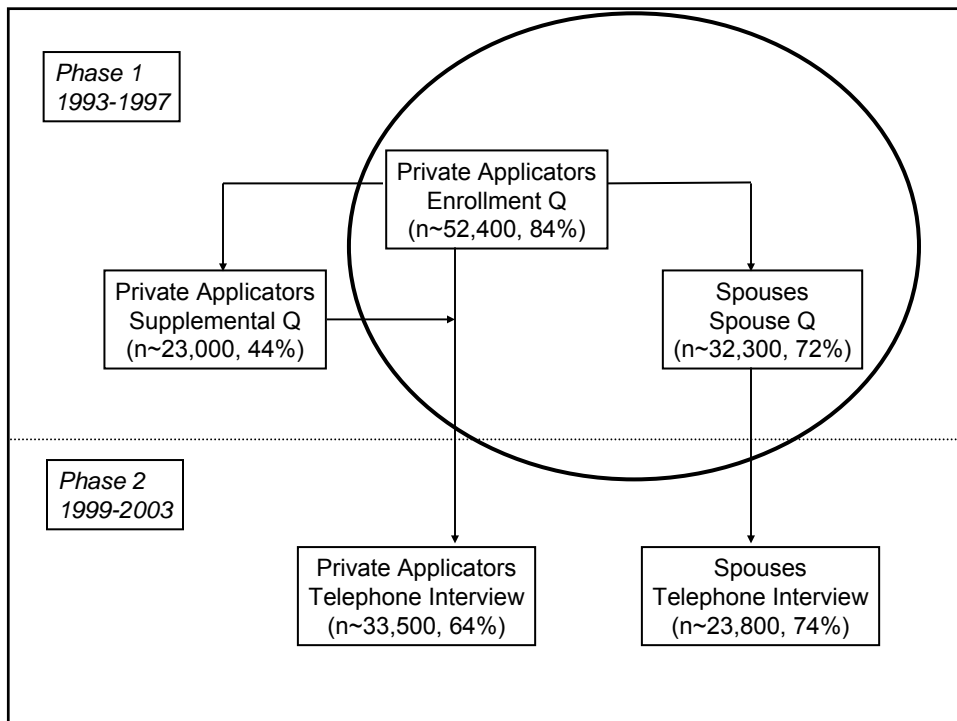 Phase 1
1993-1997
Private Applicators
Enrollment Q
(n~52,400, 84%)
Private Applicators
Supplemental Q
(n~23,000, 44%)
Spouses
Spouse Q
(n~32,300, 72%)
Phase 2
1999-2003
Private Applicators
Telephone Interview
(n~33,500, 64%)
Spouses
Telephone Interview
(n~23,800, 74%)